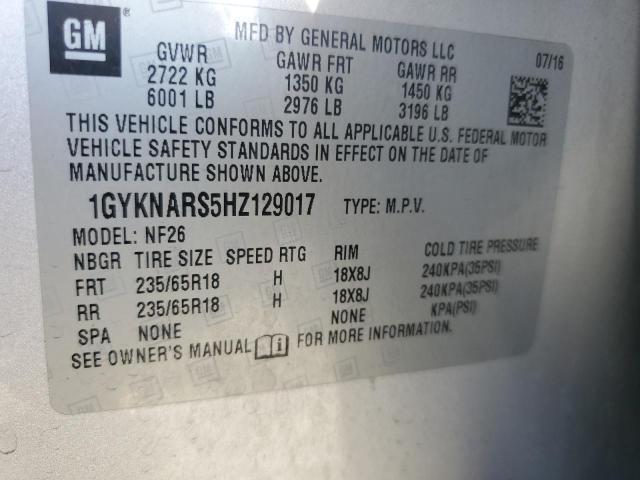 GM ®
MFD BY GENERAL MOTORS LLC
07/16
GVWR GAWR FRT GAWR RR
2722 KG 1350 KG 1450 KG
6001 LB 2976 LB 3196 LB
THIS VEHICLE CONFORMS TO ALL APPLICABLE U.S. FEDERAL MOTOR
VEHICLE SAFETY STANDARDS IN EFFECT ON THE DATE OF
MANUFACTURE SHOWN ABOVE.
1GYKNARS5HZ129017 TYPE: M.P.V.
MODEL: NF26
NBGR TIRE SIZE SPEED RTG RIM COLD TIRE PRESSURE
FRT 235/65R18 H 18X8J 240KPA(35PSI)
RR 235/65R18 H 18X8J 240KPA(35PSI)
SPA NONE NONE KPA(PSI)
SEE OWNER'S MANUAL FOR MORE INFORMATION.